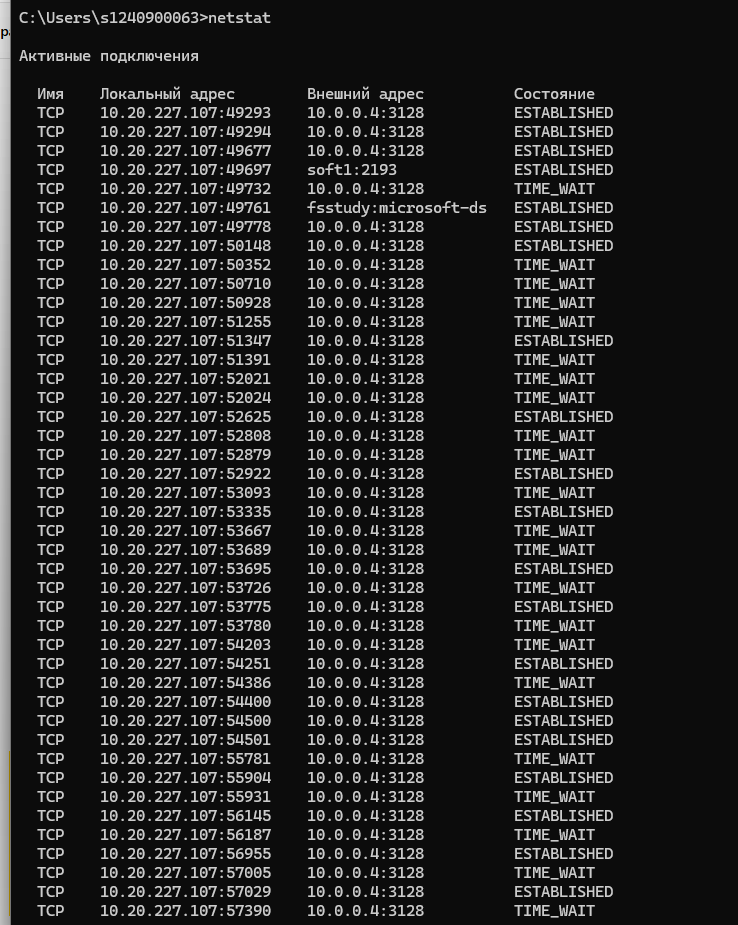 C:\Users\s1240900063>netstat
Активные подключения
Имя Локальный адрес Внешний адрес Состояние
TCP 10.20.227.107:49293 10.0.0.4:3128 ESTABLISHED
TCP 10.20.227.107:49294 10.0.0.4:3128 ESTABLISHED
TCP 10.20.227.107:49677 10.0.0.4:3128 ESTABLISHED
TCP 10.20.227.107:49697 soft1:2193 ESTABLISHED
TCP 10.20.227.107:49732 10.0.0.4:3128 TIME_WAIT
TCP 10.20.227.107:49761 fsstudy:microsoft-ds ESTABLISHED
TCP 10.20.227.107:49778 10.0.0.4:3128 ESTABLISHED
TCP 10.20.227.107:50148 10.0.0.4:3128 ESTABLISHED
TCP 10.20.227.107:50352 10.0.0.4:3128 TIME_WAIT
TCP 10.20.227.107:50710 10.0.0.4:3128 TIME_WAIT
TCP 10.20.227.107:50928 10.0.0.4:3128 TIME_WAIT
TCP 10.20.227.107:51255 10.0.0.4:3128 TIME_WAIT
TCP 10.20.227.107:51347 10.0.0.4:3128 ESTABLISHED
TCP 10.20.227.107:51391 10.0.0.4:3128 TIME_WAIT
TCP 10.20.227.107:52021 10.0.0.4:3128 TIME_WAIT
TCP 10.20.227.107:52024 10.0.0.4:3128 TIME_WAIT
TCP 10.20.227.107:52625 10.0.0.4:3128 ESTABLISHED
TCP 10.20.227.107:52808 10.0.0.4:3128 TIME_WAIT
TCP 10.20.227.107:52879 10.0.0.4:3128 TIME_WAIT
TCP 10.20.227.107:52922 10.0.0.4:3128 ESTABLISHED
TCP 10.20.227.107:53093 10.0.0.4:3128 TIME_WAIT
TCP 10.20.227.107:53335 10.0.0.4:3128 ESTABLISHED
TCP 10.20.227.107:53667 10.0.0.4:3128 TIME_WAIT
TCP 10.20.227.107:53689 10.0.0.4:3128 TIME_WAIT
TCP 10.20.227.107:53695 10.0.0.4:3128 ESTABLISHED
TCP 10.20.227.107:53726 10.0.0.4:3128 TIME_WAIT
TCP 10.20.227.107:53775 10.0.0.4:3128 ESTABLISHED
TCP 10.20.227.107:53780 10.0.0.4:3128 TIME_WAIT
TCP 10.20.227.107:54203 10.0.0.4:3128 TIME_WAIT
TCP 10.20.227.107:54251 10.0.0.4:3128 ESTABLISHED
TCP 10.20.227.107:54386 10.0.0.4:3128 TIME_WAIT
TCP 10.20.227.107:54400 10.0.0.4:3128 ESTABLISHED
TCP 10.20.227.107:54500 10.0.0.4:3128 ESTABLISHED
TCP 10.20.227.107:54501 10.0.0.4:3128 ESTABLISHED
TCP 10.20.227.107:55781 10.0.0.4:3128 TIME_WAIT
TCP 10.20.227.107:55904 10.0.0.4:3128 ESTABLISHED
TCP 10.20.227.107:55931 10.0.0.4:3128 TIME_WAIT
TCP 10.20.227.107:56145 10.0.0.4:3128 ESTABLISHED
TCP 10.20.227.107:56187 10.0.0.4:3128 TIME_WAIT
TCP 10.20.227.107:56955 10.0.0.4:3128 ESTABLISHED
TCP 10.20.227.107:57005 10.0.0.4:3128 TIME_WAIT
TCP 10.20.227.107:57029 10.0.0.4:3128 ESTABLISHED
TCP 10.20.227.107:57390 10.0.0.4:3128 TIME_WAIT